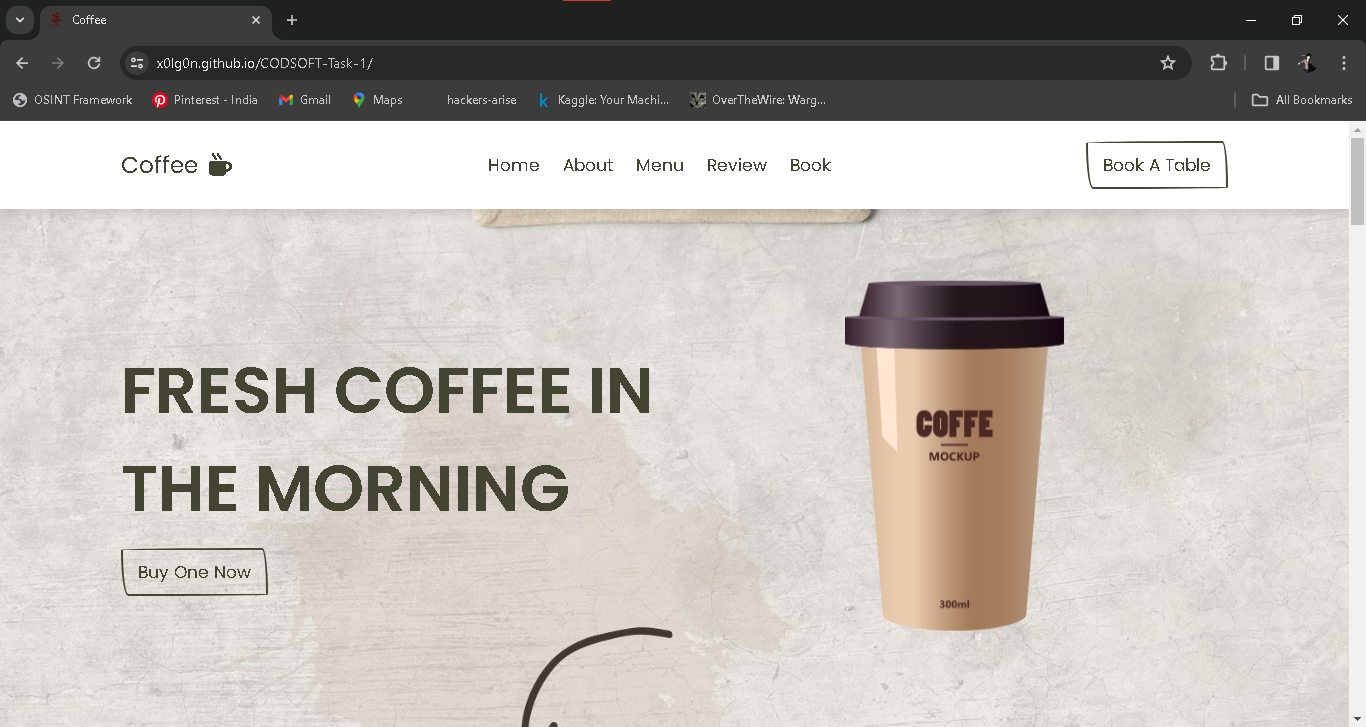 Coffee
x0lg0n.github.io/CODSOFT-Task-1/
OSINT Framework Pinterest - India Gmail Maps hackers-arise Kaggle: Your Machi... OverTheWire: Warg... All Bookmarks
Coffee Home About Menu Review Book Book A Table
FRESH COFFEE IN
THE MORNING
Buy One Now
COFFE
MOCKUP
300ml